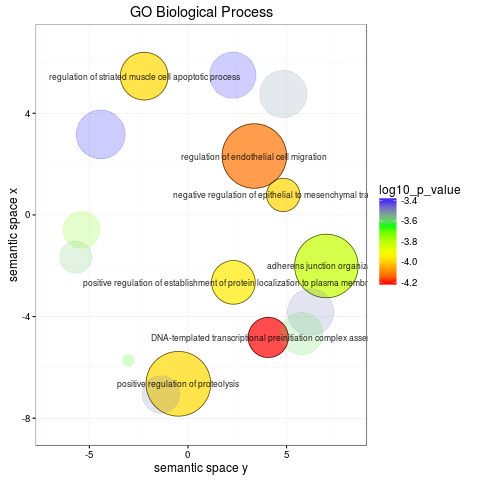 GO Biological Process
regulation of striated muscle cell apoptotic process
regulation of endothelial cell migration
negative regulation of epithelial to mesenchymal tra
adherens junction organiz
positive regulation of establishment of protein localization to plasma membr
DNA-templated transcriptional preinitiation complex asse
positive regulation of proteolysis
semantic space x
4
0
-4
-8
-5
0
5
semantic space y
log10_p_value
-3.4
-3.6
-3.8
-4.0
-4.2